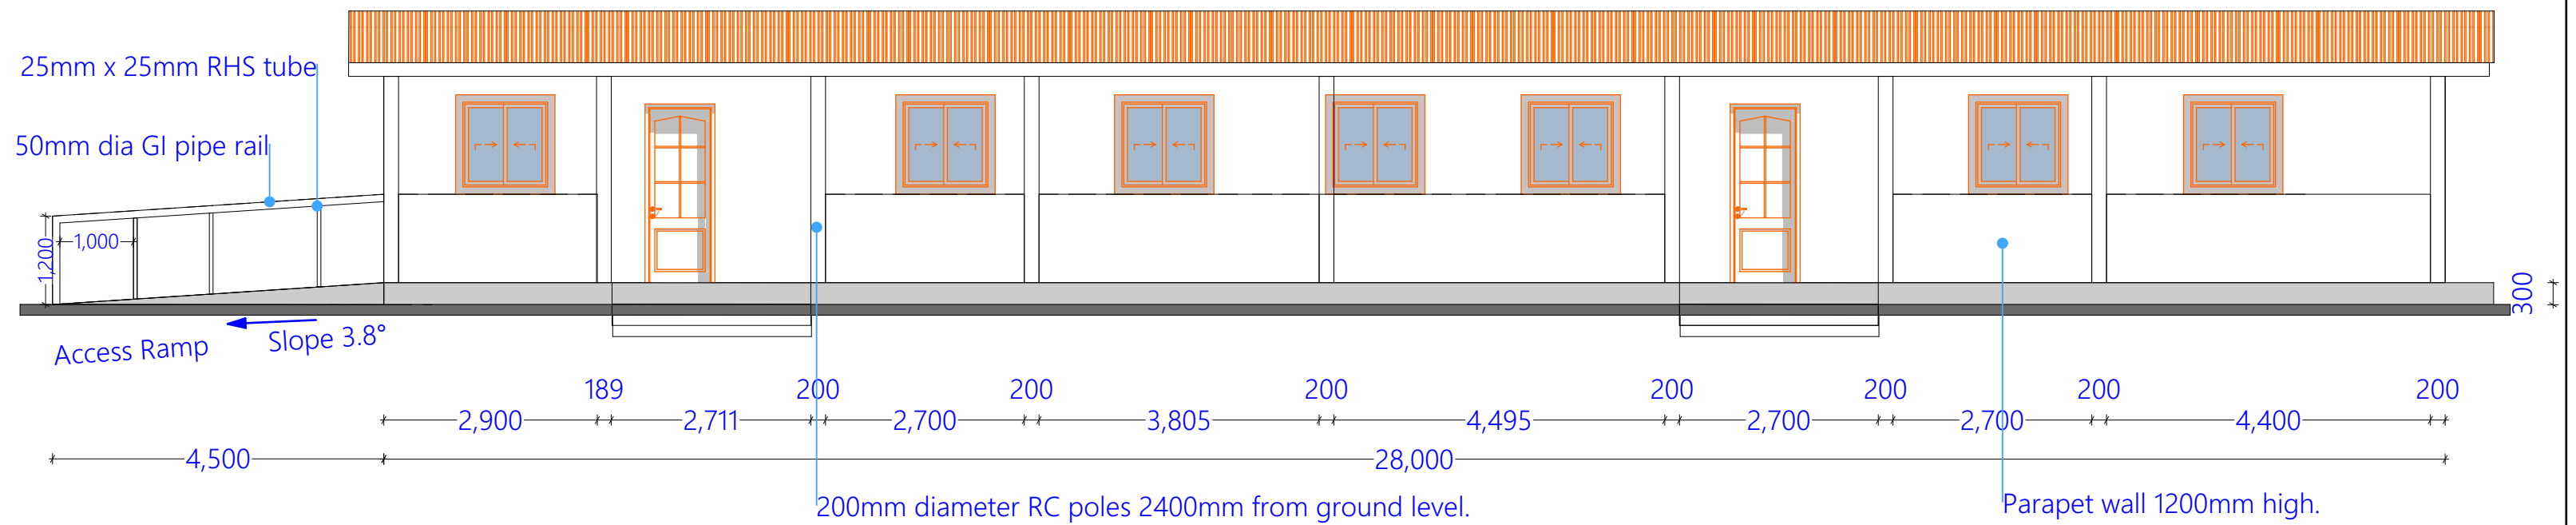 25mm x 25mm RHS tube
50mm dia GI pipe rail
1,000
1,200
300
Slope 3.8°
Access Ramp
189 200 200 200 200 200 200 200
2,900 2,711 2,700 3,805 4,495 2,700 2,700 4,400
4,500 28,000
200mm diameter RC poles 2400mm from ground level.
Parapet wall 1200mm high.